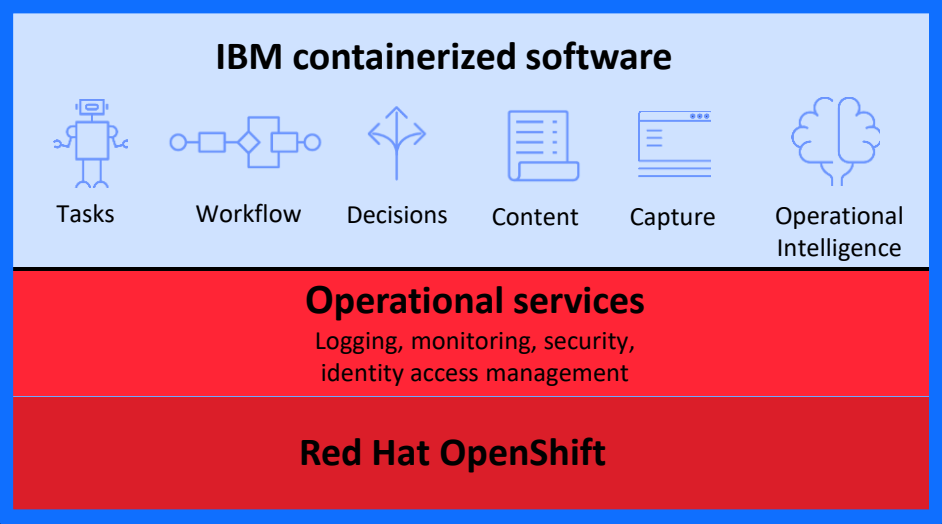 IBM containerized software
Tasks
Workflow
Decisions
Content
Capture
Operational
Intelligence
Operational services
Logging, monitoring, security,
identity access management
Red Hat OpenShift